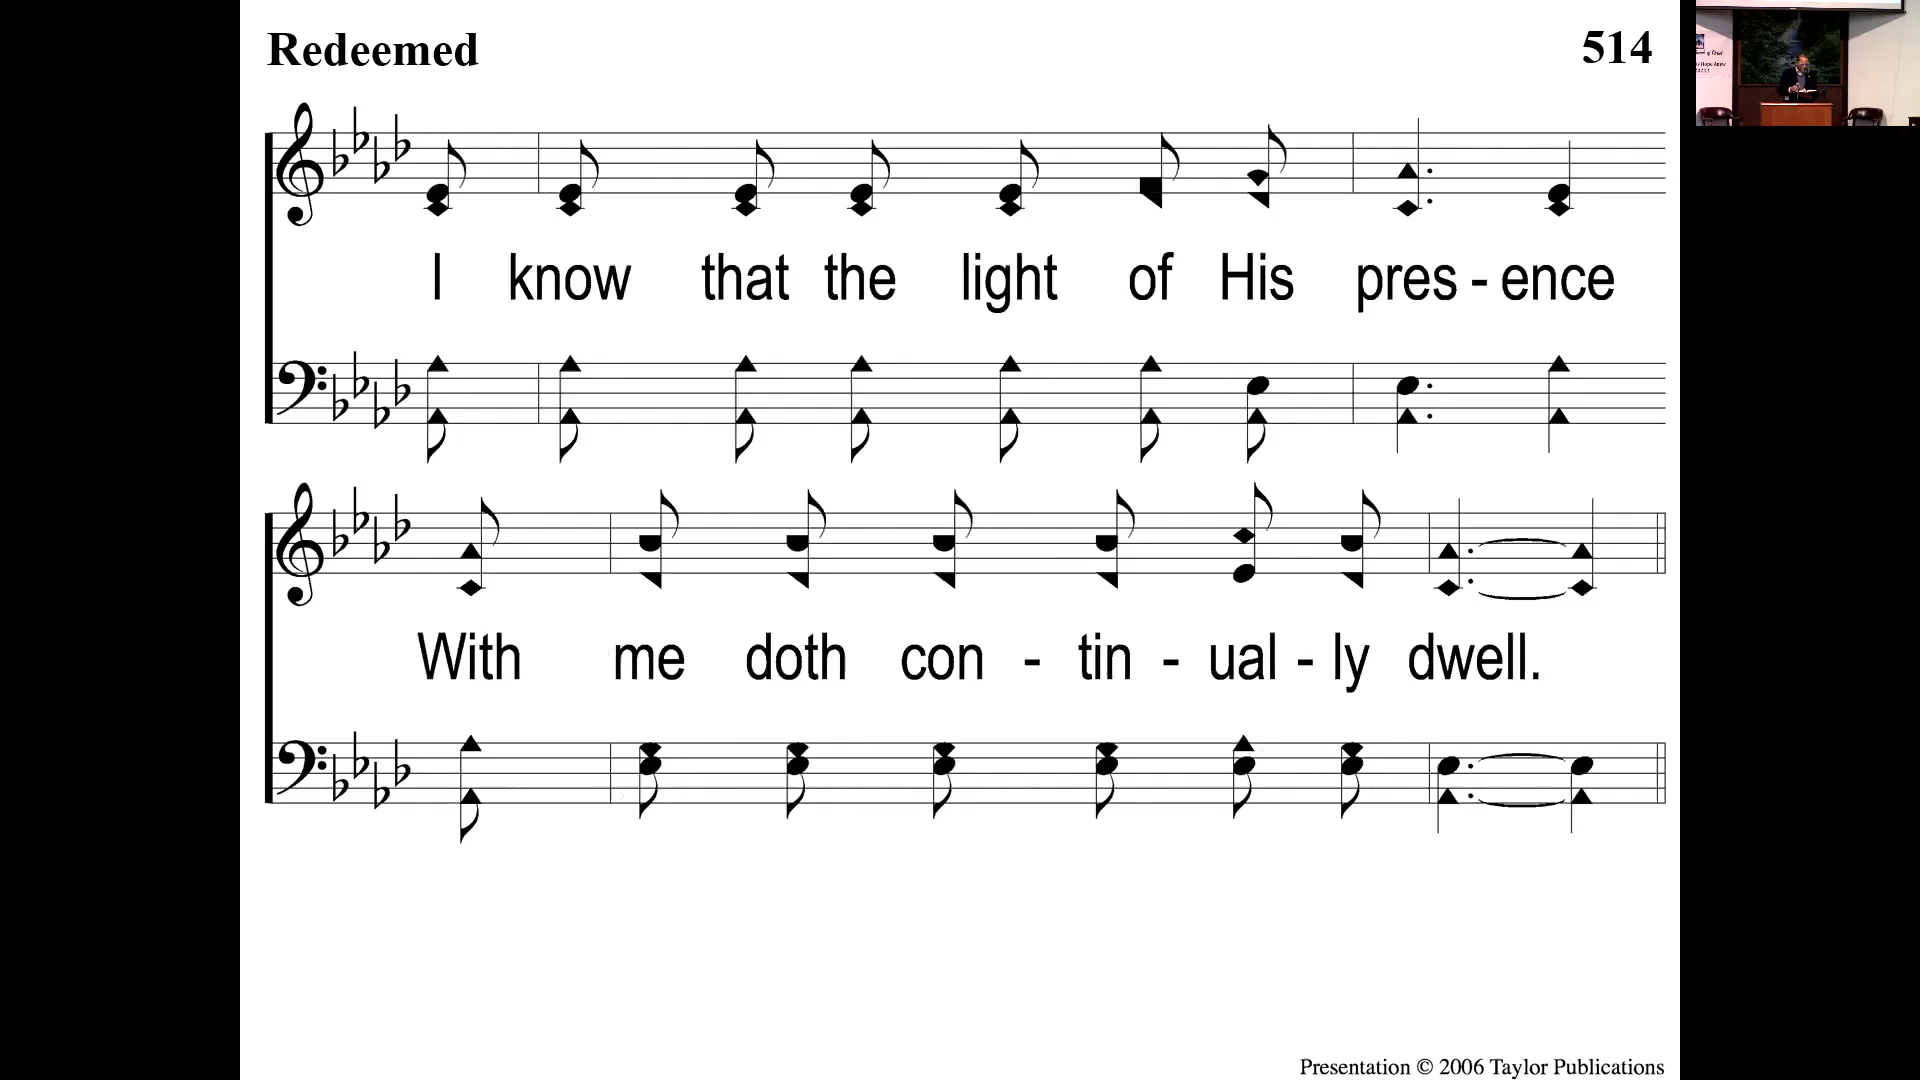 Redeemed
514
I know that the light of His pres - ence
With me doth con - tin - ual - ly dwell.
Presentation © 2006 Taylor Publications